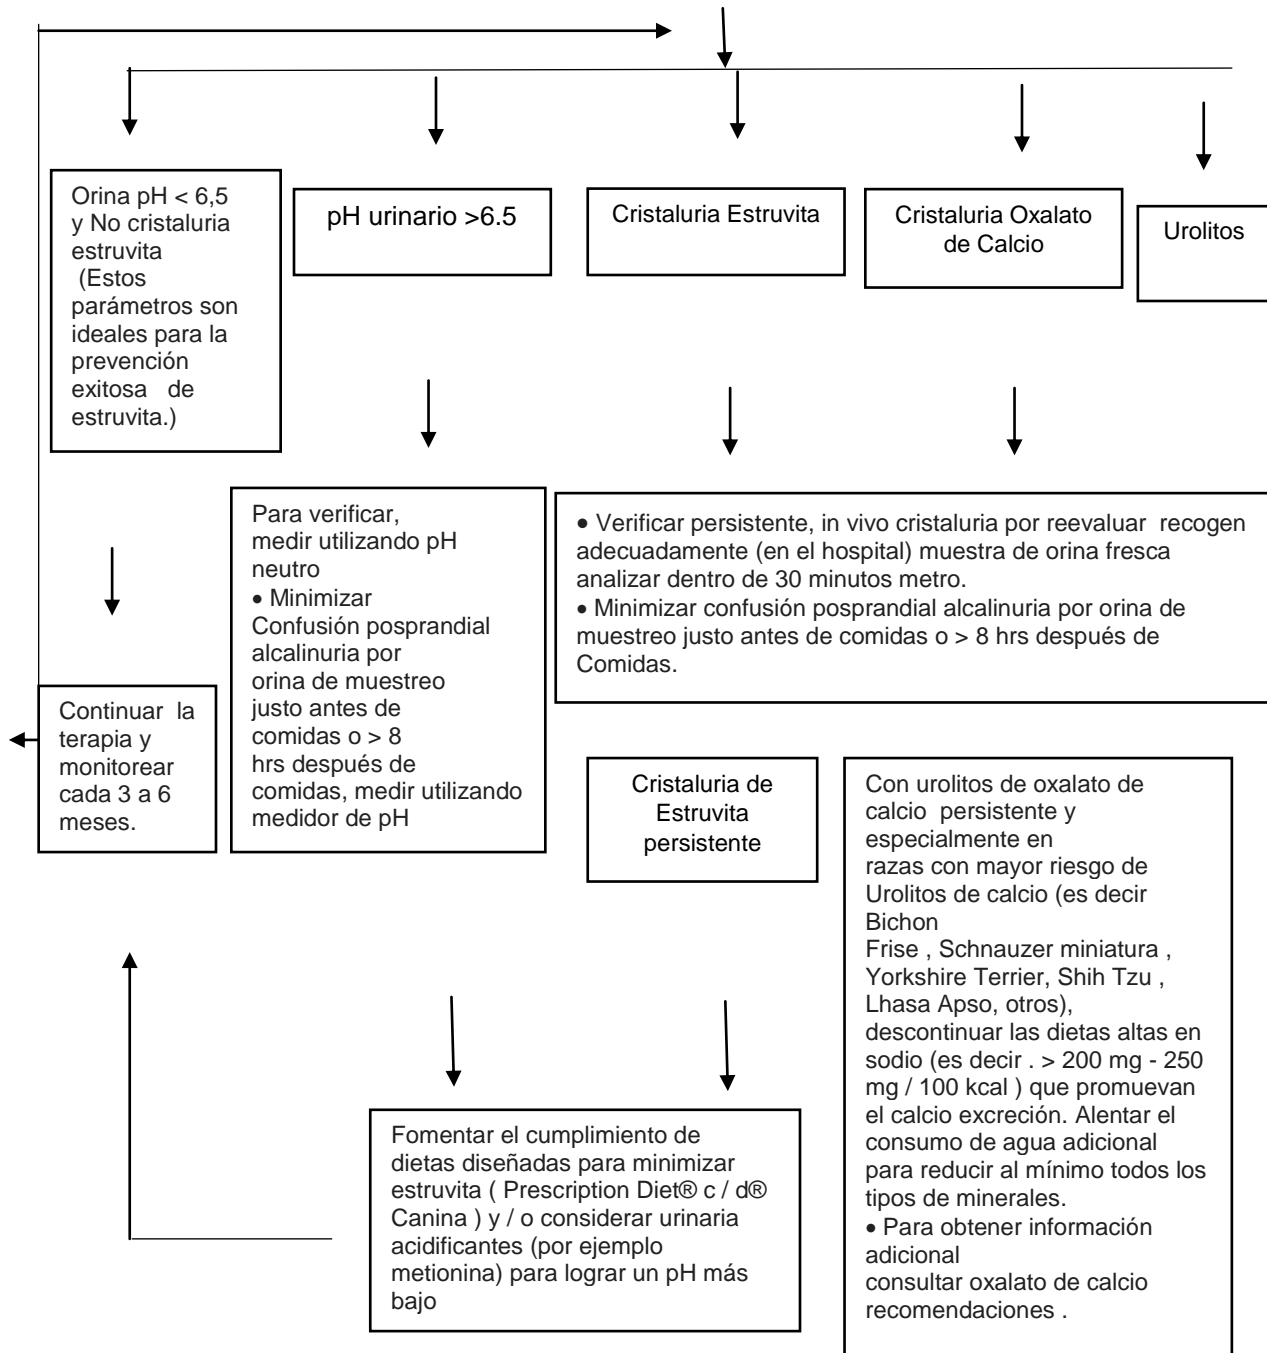 Orina pH < 6,5
y No cristaluria
estruvita
(Estos
parámetros son
ideales para la
prevención
exitosa de
estruvita.)
pH urinario >6.5
Cristaluria Estruvita
Cristaluria Oxalato
de Calcio
Urolitos
Para verificar,
medir utilizando pH
neutro
• Minimizar
Confusión posprandial
alcalinuria por
orina de muestreo
justo antes de
comidas o > 8
hrs después de
comidas, medir utilizando
medidor de pH
• Verificar persistente, in vivo cristaluria por reevaluar recogen
adecuadamente (en el hospital) muestra de orina fresca
analizar dentro de 30 minutos metro.
• Minimizar confusión posprandial alcalinuria por orina de
muestreo justo antes de comidas o > 8 hrs después de
Comidas.
Continuar la
terapia y
monitorear
cada 3 a 6
meses.
Cristaluria de
Estruvita
persistente
Con urolitos de oxalato de
calcio persistente y
especialmente en
razas con mayor riesgo de
Urolitos de calcio (es decir
Bichon
Frise , Schnauzer miniatura ,
Yorkshire Terrier, Shih Tzu ,
Lhasa Apso, otros),
descontinuar las dietas altas en
sodio (es decir . > 200 mg - 250
mg / 100 kcal ) que promuevan
el calcio excreción. Alentar el
consumo de agua adicional
para reducir al mínimo todos los
tipos de minerales.
• Para obtener información
adicional
consultar oxalato de calcio
recomendaciones .
Fomentar el cumplimiento de
dietas diseñadas para minimizar
estruvita ( Prescription Diet® c / d®
Canina ) y / o considerar urinaria
acidificantes (por ejemplo
metionina) para lograr un pH más
bajo